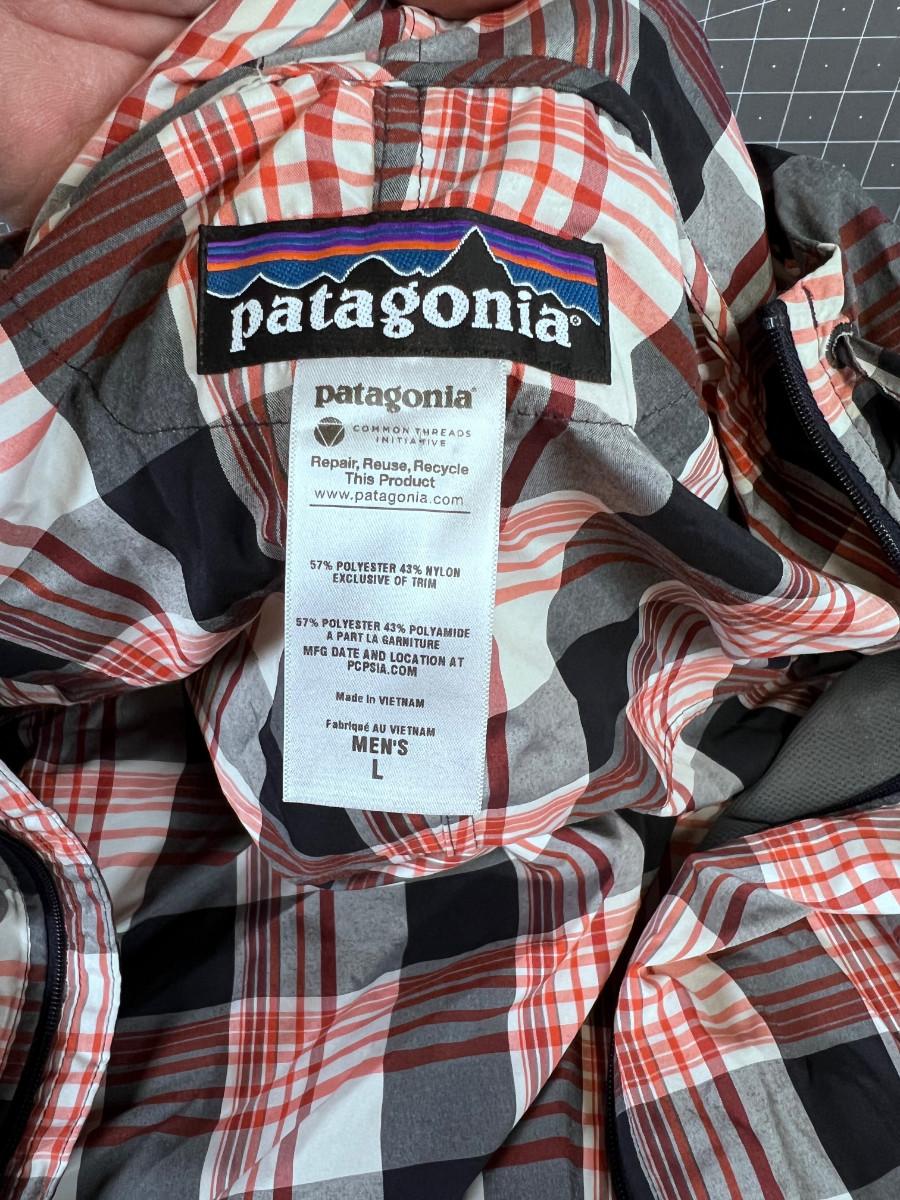 patagonia®
patagonia®
COMMON THREADS
INITIATIVE
Repair, Reuse, Recycle
This Product
www.patagonia.com
57% POLYESTER 43% NYLON
EXCLUSIVE OF TRIM
57% POLYESTER 43% POLYAMIDE
A PART LA GARNITURE
MFG DATE AND LOCATION AT
PCPSIA.COM
Made in VIETNAM
Fabriqué AU VIETNAM
MEN'S
L